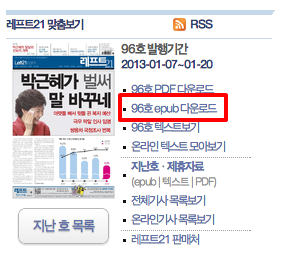 레프트21 맞춤보기
RSS
레프트21
Left21.com
박근혜가 벌써
말 바꾸네
96호 발행기간
2013-01-07~01-20
96호 PDF 다운로드
96호 epub 다운로드
96호 텍스트보기
온라인 텍스트 모아보기
지난호ㆍ제휴자료
(epub | 텍스트 | PDF)
전체기사 목록보기
온라인기사 목록보기
레프트21 판매처
지난 호 목록